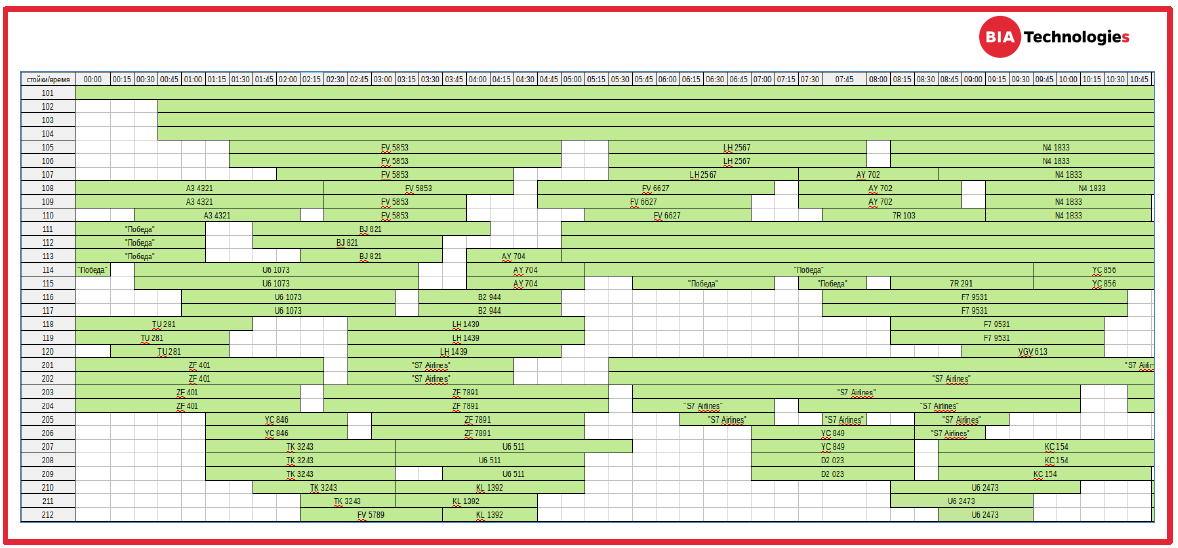 BIA Technologies
стойки/время 00:00 00:15 00:30 00:45 01:00 01:15 01:30 01:45 02:00 02:15 02:30 02:45 03:00 03:15 03:30 03:45 04:00 04:15 04:30 04:45 05:00 05:15 05:30 05:45 06:00 06:15 06:30 06:45 07:00 07:15 07:30 07:45 08:00 08:15 08:30 08:45 09:00 09:15 09:30 09:45 10:00 10:15 10:30 10:45
101
102
103
104
105 FV 5853 LH 2567 N4 1833
106 FV 5853 LH 2567 N4 1833
107 FV 5853 LH 2567 AY 702 N4 1833
108 A3 4321 FV 5853 FV 6627 AY 702 N4 1833
109 A3 4321 FV 5853 FV 6627 AY 702 N4 1833
110 A3 4321 FV 5853 FV 6627 7R 103 N4 1833
111 "Победа" BJ 821
112 "Победа" BJ 821
113 "Победа" BJ 821 AY 704
114 "Победа" U6 1073 AY 704 "Победа" YC 856
115 U6 1073 AY 704 "Победа" "Победа" 7R 291 YC 856
116 U6 1073 B2 944 F7 9531
117 U6 1073 B2 944 F7 9531
118 TU 281 LH 1439 F7 9531
119 TU 281 LH 1439 F7 9531
120 TU 281 LH 1439 VGV 613
201 ZF 401 "S7 Airlines"
202 ZF 401 "S7 Airlines" "S7 Airlines"
203 ZF 401 ZF 7891 "S7 Airlines"
204 ZF 401 ZF 7891 "S7 Airlines" "S7 Airlines"
205 YC 846 ZF 7891 "S7 Airlines" "S7 Airlines" "S7 Airlines"
206 YC 846 ZF 7891 YC 849 "S7 Airlines"
207 TK 3243 U6 511 YC 849 KC 154
208 TK 3243 U6 511 D2 023 KC 154
209 TK 3243 U6 511 D2 023 KC 154
210 TK 3243 KL 1392 U6 2473
211 TK 3243 KL 1392 U6 2473
212 FV 5789 KL 1392 U6 2473